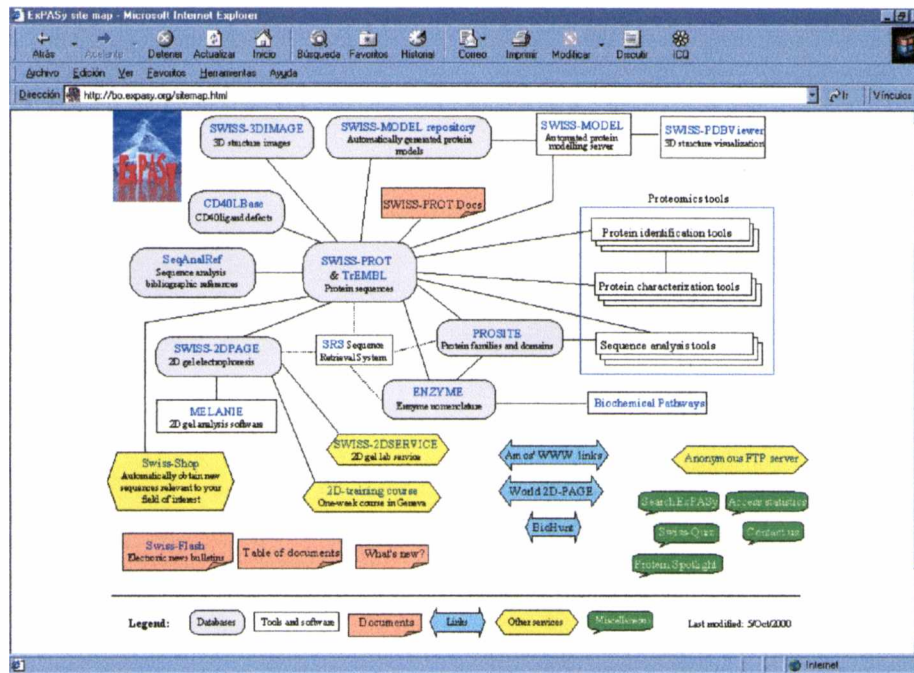 ExPASy site map - Microsoft Internet Explorer
Atrás Adelante Detener Actualizar Inicio Búsqueda Favoritos Historial Correo Imprimir Modificar Discutir ICQ
Archivo Edición Ver Favoritos Herramientas Ayuda
Dirección http://bo.expasy.org/sitemap.html Ir Vínculos
ExPASy
SWISS-3DIMAGE
3D structure images
SWISS-MODEL repository
Automatically generated protein
models
SWISS-MODEL
Automated protein
modelling server
SWISS-PDBViewer
3D structure visualization
CD40LBase
CD40ligand defects
SWISS-PROT Docs
Proteomics tools
Protein identification tools
SeqAnalRef
Sequence analysis
bibliographic references
SWISS-PROT
& TrEMBL
Protein sequences
Protein characterization tools
SWISS-2DPAGE
2D gel electrophoresis
SRS Sequence
Retrieval System
PROSITE
Protein families and domains
Sequence analysis tools
MELANIE
2D gel analysis software
ENZYME
Enzyme nomenclature
Biochemical Pathways
Swiss-Shop
Automatically obtain new
sequences relevant to your
field of interest
SWISS-2DSERVICE
2D gel lab service
2D-training course
One-week course in Geneva
Amos' WWW links
World 2D-PAGE
BioHunt
Anonymous FTP server
Search ExPASy
Access statistics
Swiss-Quiz
Contact us
Protein Spotlight
Swiss-Flash
Electronic news bulletins
Table of documents
What's new?
Legend: Databases Tools and software Documents Links Other services Miscellaneous Last modified: 5/Oct/2000
Internet